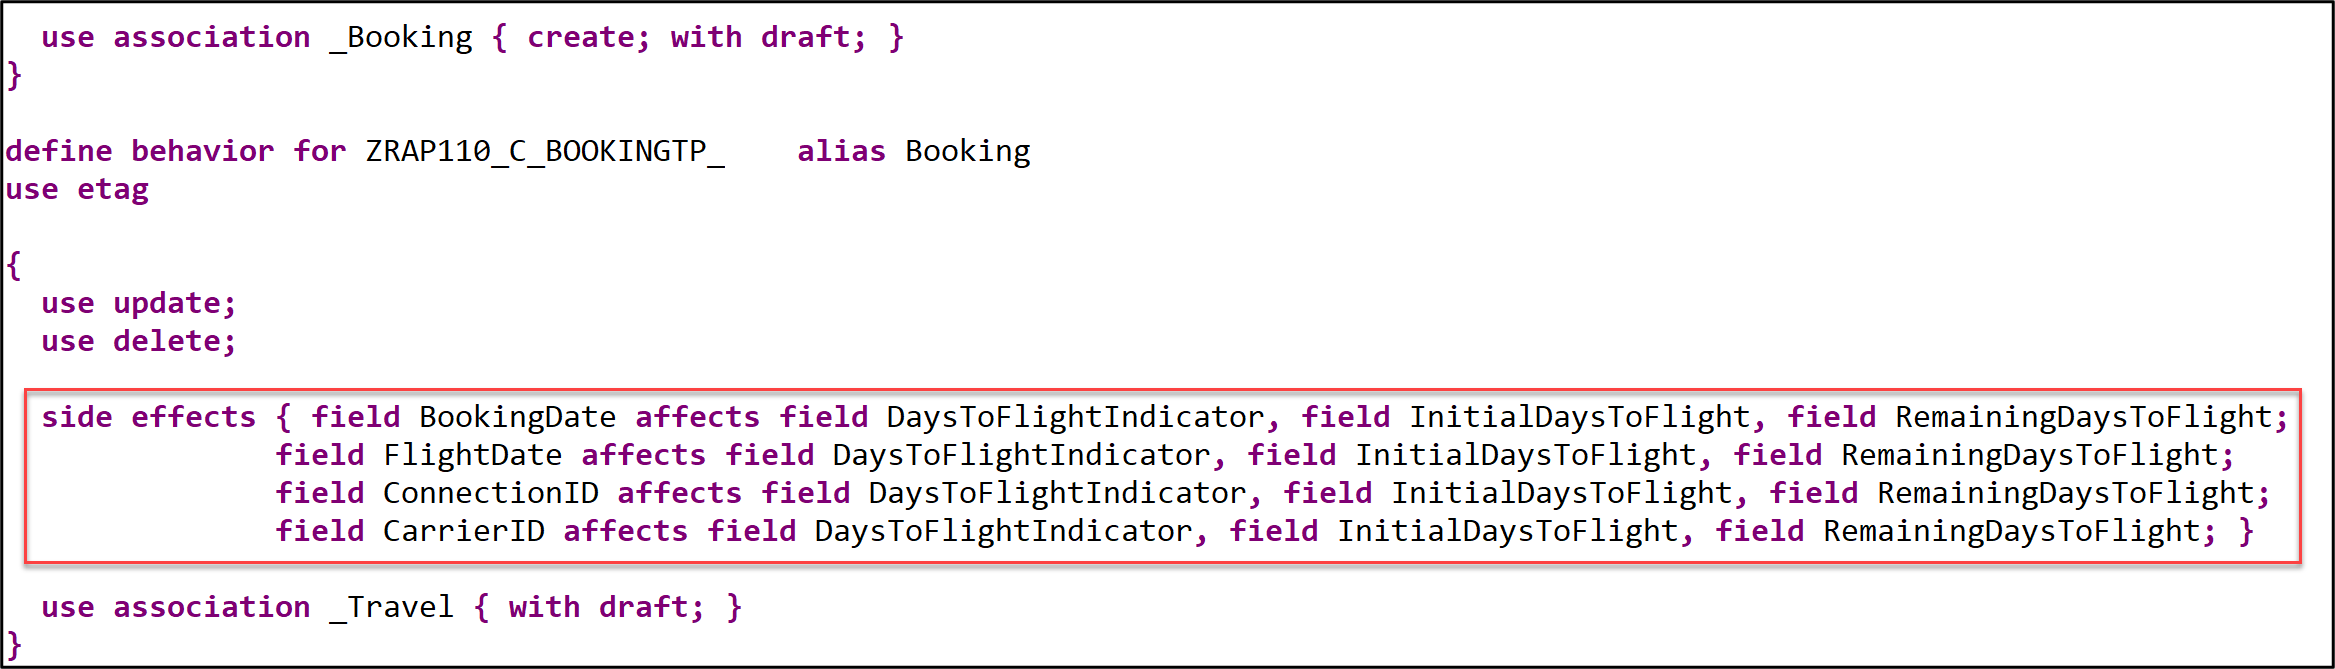 use association _Booking { create; with draft; }
}
define behavior for ZRAP110_C_BOOKINGTP_    alias Booking
use etag
{
use update;
use delete;
side effects { field BookingDate affects field DaysToFlightIndicator, field InitialDaysToFlight, field RemainingDaysToFlight;
field FlightDate affects field DaysToFlightIndicator, field InitialDaysToFlight, field RemainingDaysToFlight;
field ConnectionID affects field DaysToFlightIndicator, field InitialDaysToFlight, field RemainingDaysToFlight;
field CarrierID affects field DaysToFlightIndicator, field InitialDaysToFlight, field RemainingDaysToFlight; }
use association _Travel { with draft; }
}